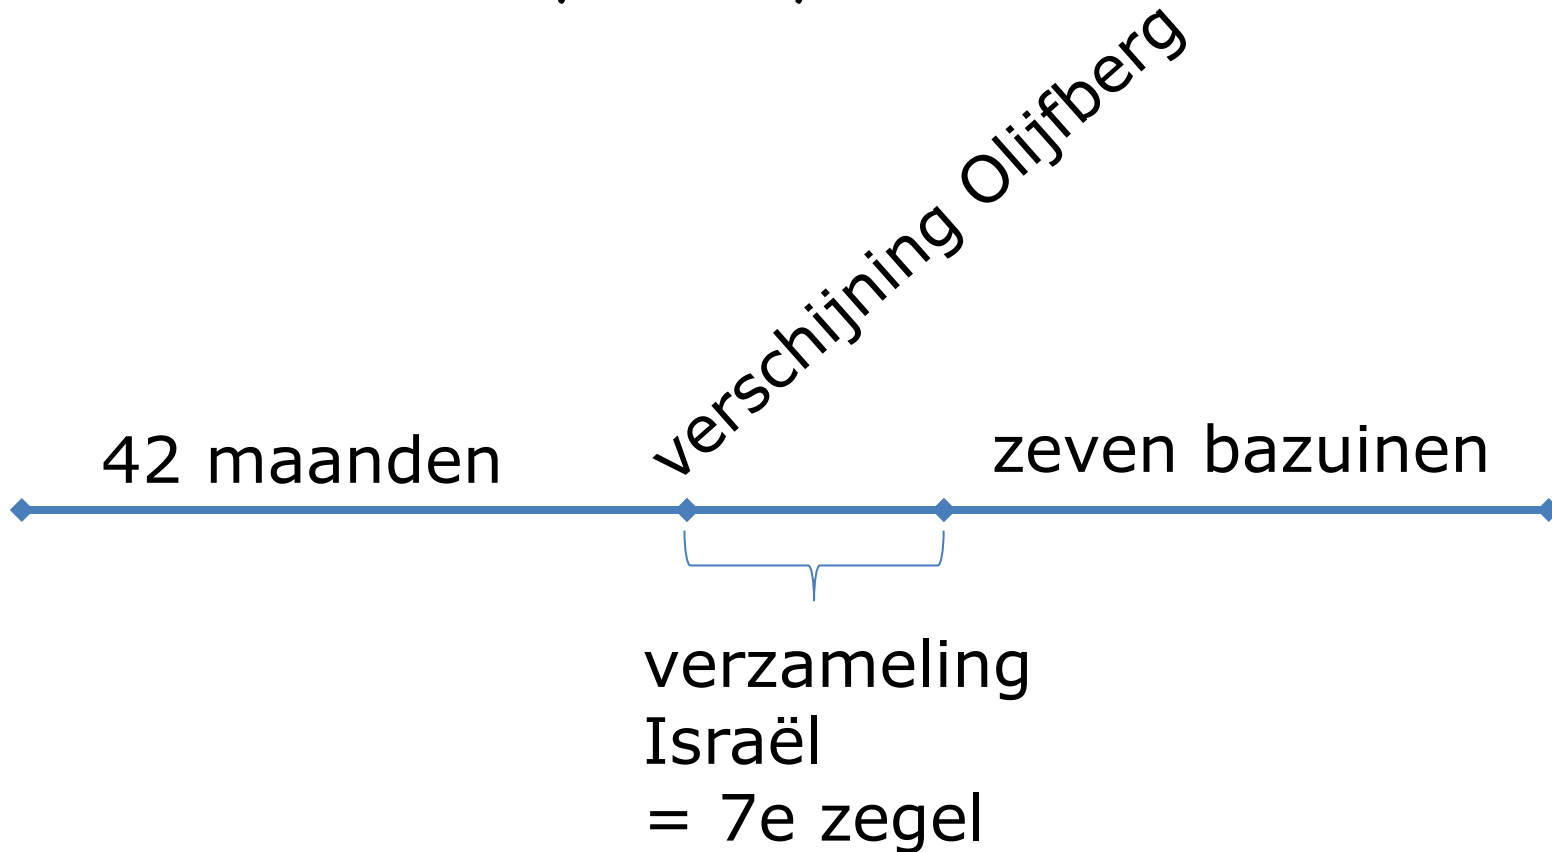 verschijning Olijfberg
42 maanden
zeven bazuinen
verzameling
Israël
= 7e zegel